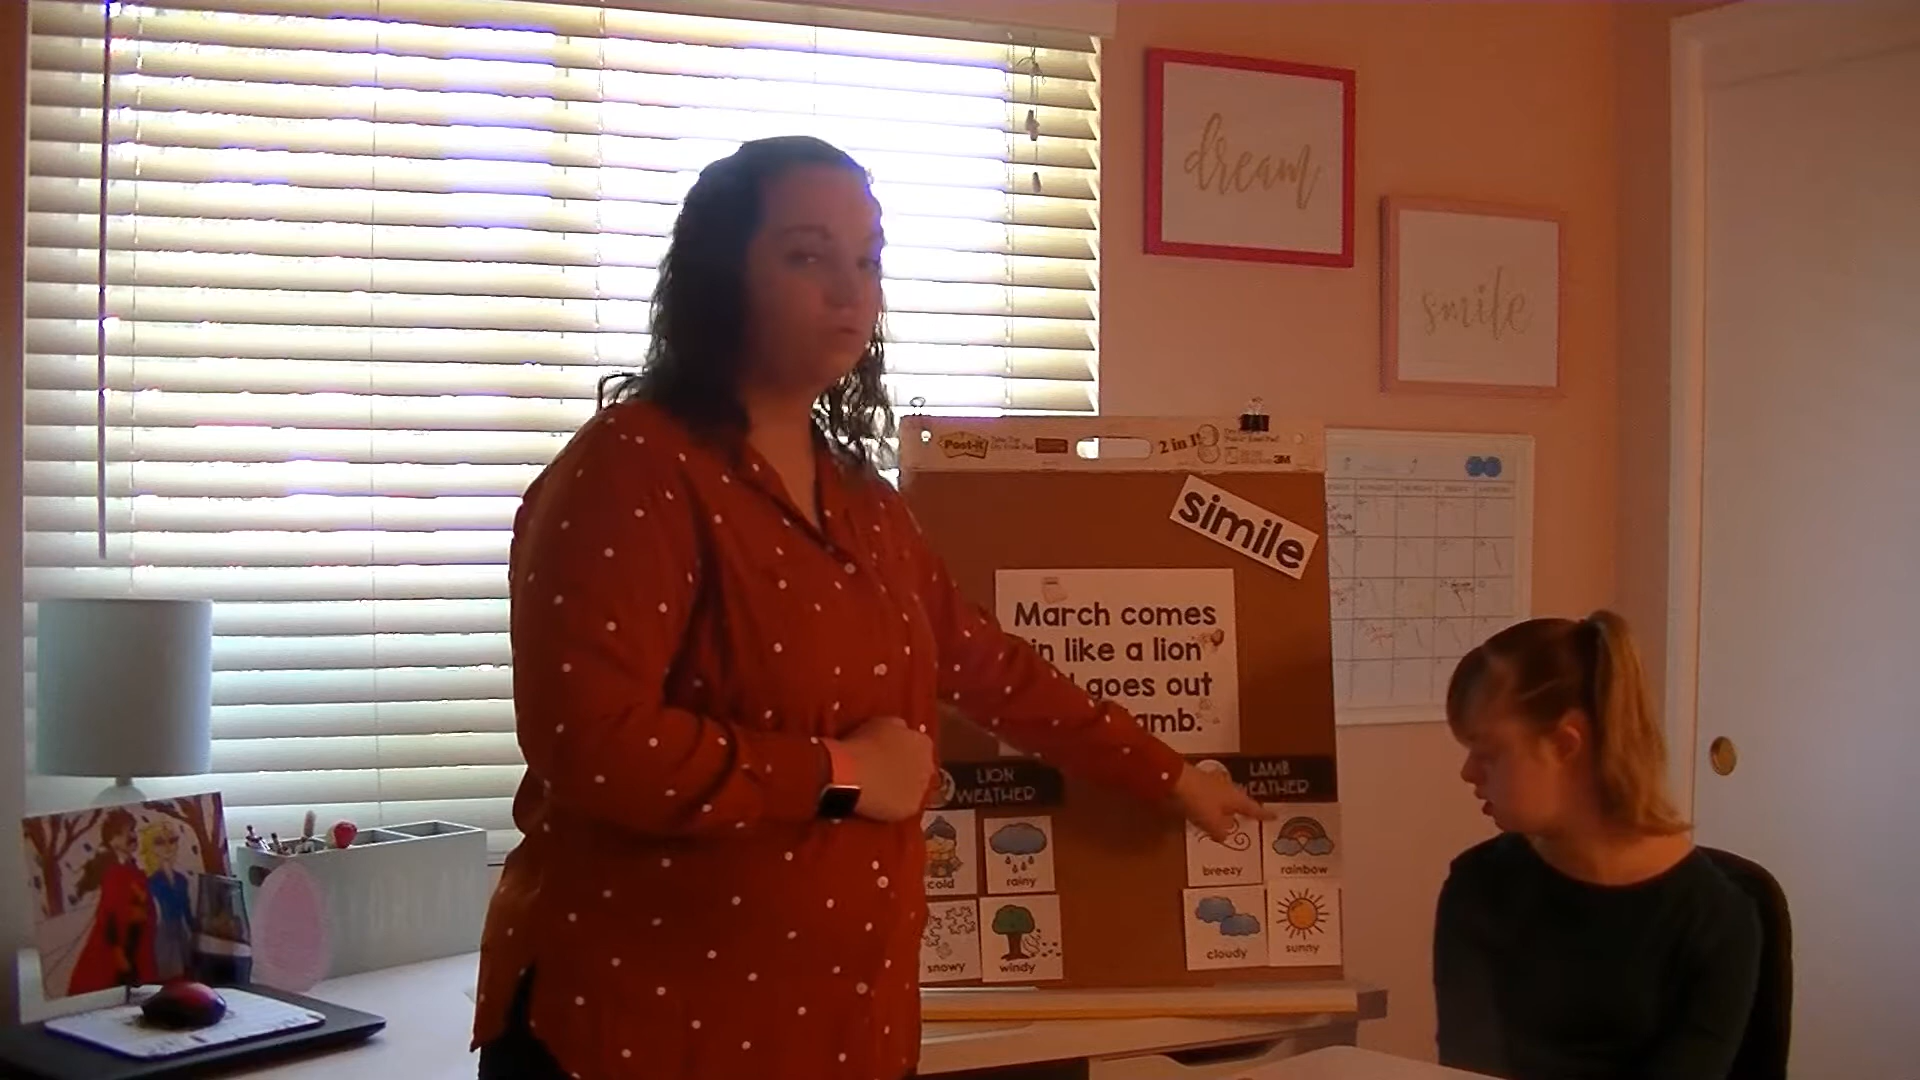 dream
smile
Post-it
2 in 1
3M
simile
March comes
in like a lion
goes out
lamb.
LION
WEATHER
LAMB
WEATHER
cold
rainy
snowy
windy
breezy
rainbow
cloudy
sunny